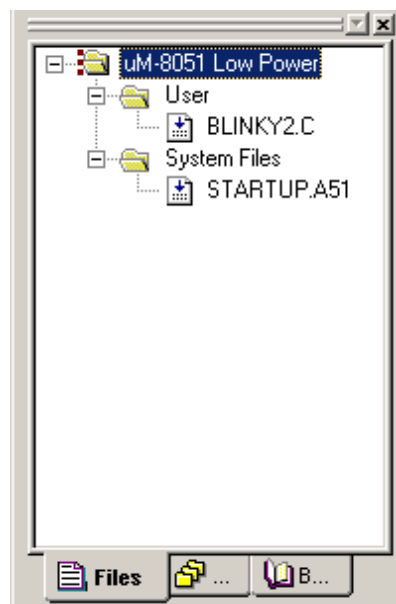 uM-8051 Low Power
User
BLINKY2.C
System Files
STARTUP.A51
Files
...
B...